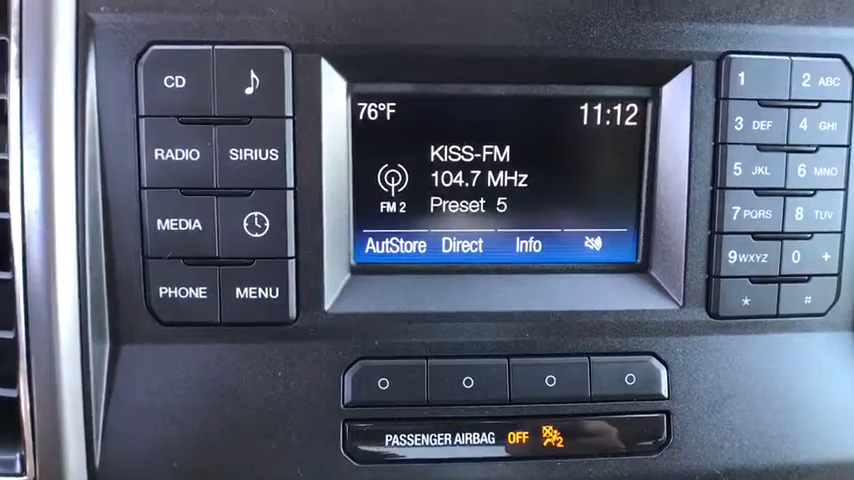 CD
RADIO SIRIUS
MEDIA
PHONE MENU
76°F 11:12
KISS-FM
104.7 MHz
FM 2 Preset 5
AutStore Direct Info
1 2 ABC
3 DEF 4 GHI
5 JKL 6 MNO
7 PQRS 8 TUV
9 WXYZ 0 +
* #
PASSENGER AIRBAG OFF 2